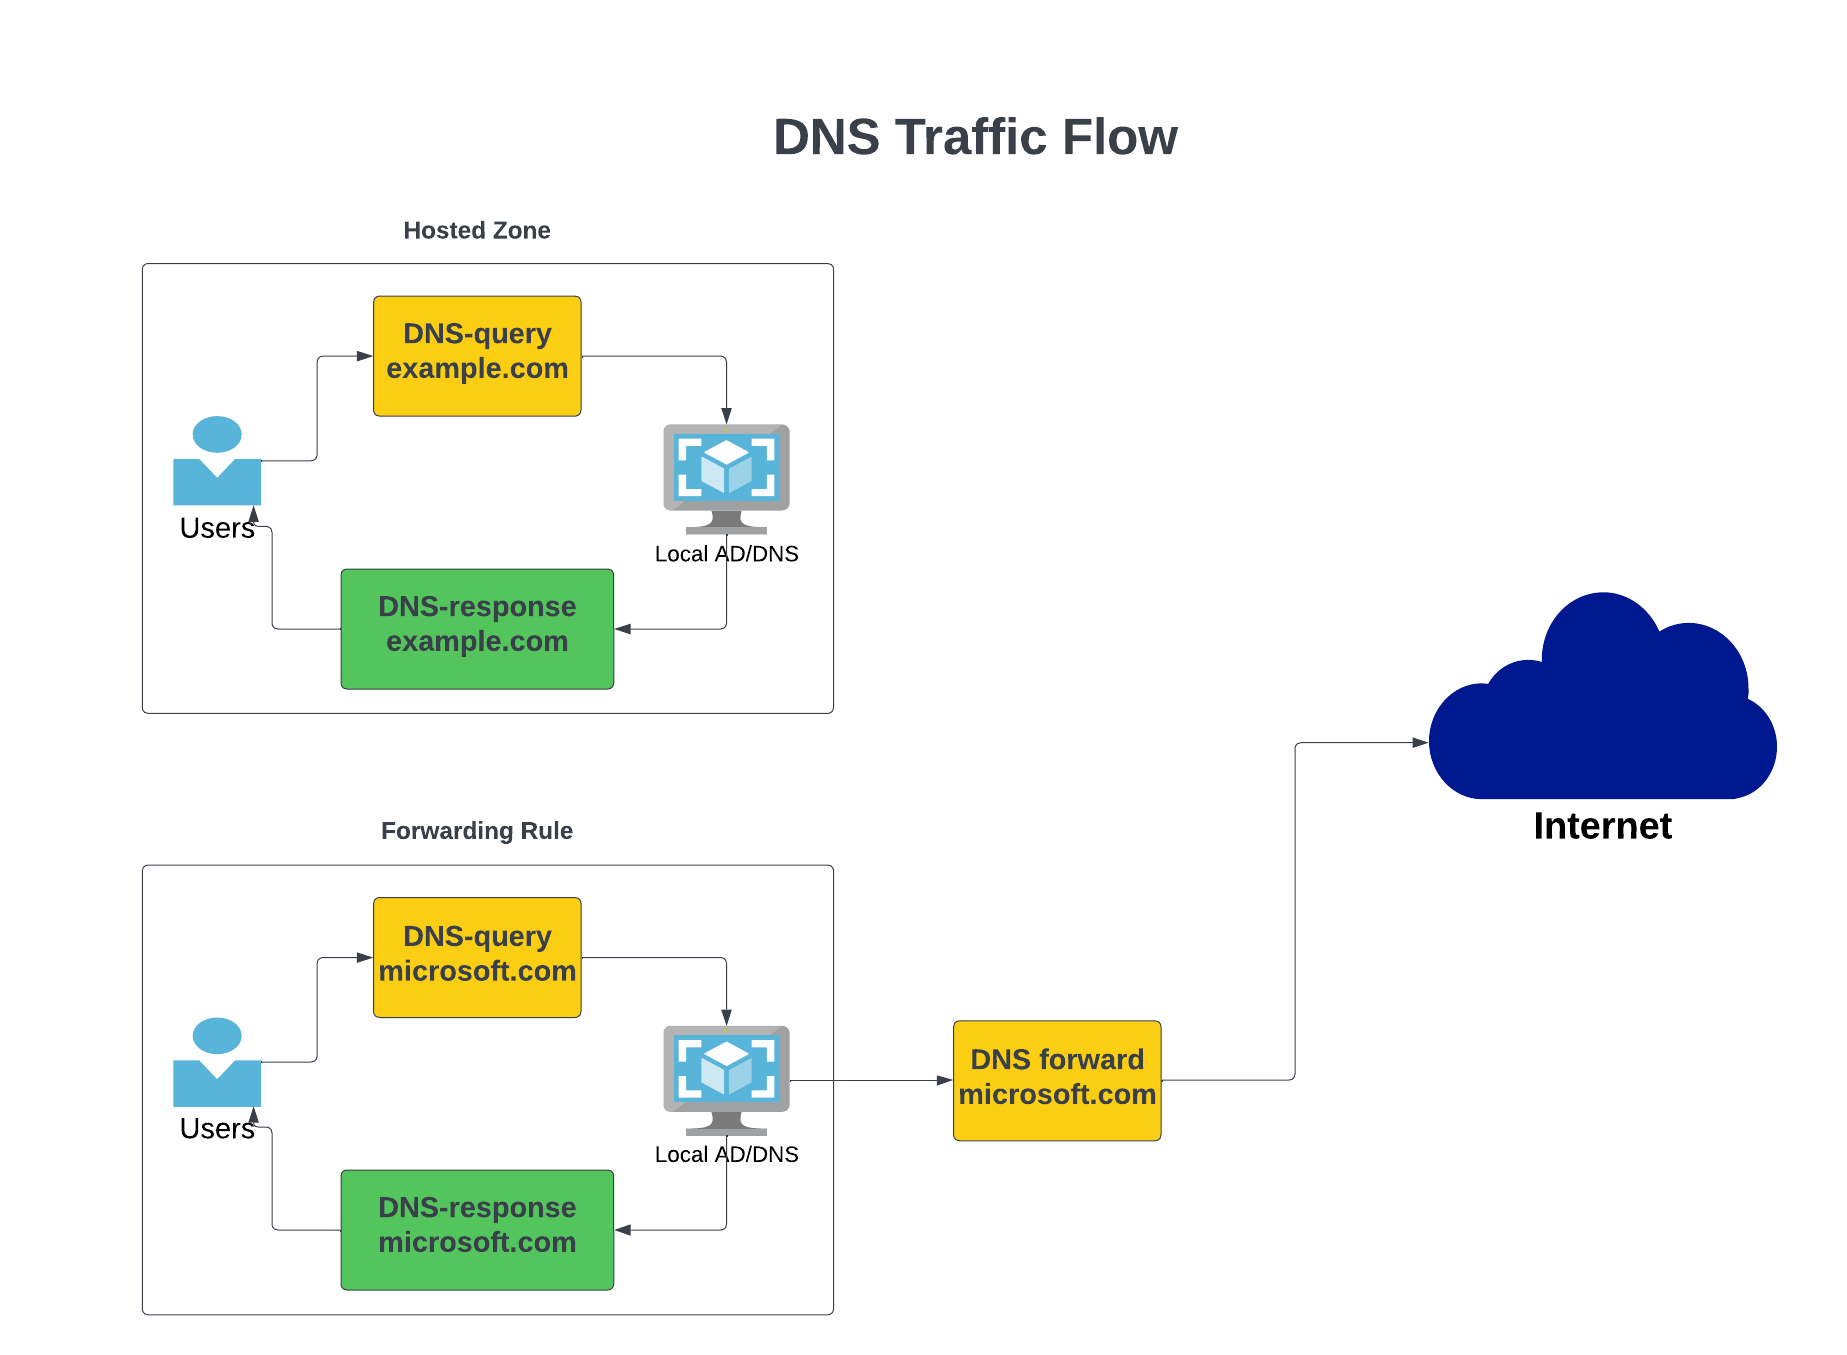 DNS Traffic Flow
Hosted Zone
DNS-query
example.com
Users
Local AD/DNS
DNS-response
example.com
Internet
Forwarding Rule
DNS-query
microsoft.com
DNS forward
microsoft.com
Users
Local AD/DNS
DNS-response
microsoft.com